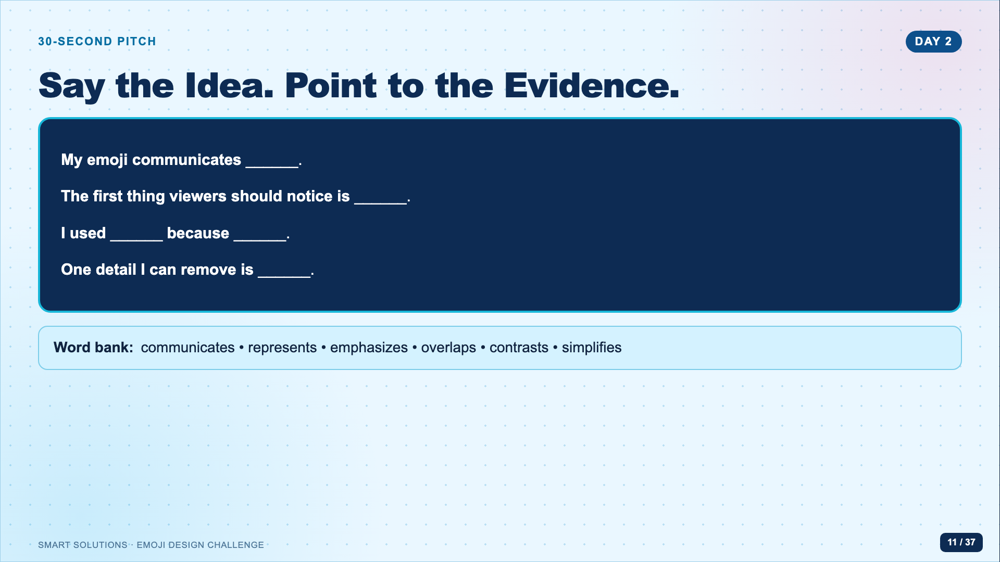 30-SECOND PITCH
DAY 2
Say the Idea. Point to the Evidence.
My emoji communicates ______.
The first thing viewers should notice is ______.
I used ______ because ______.
One detail I can remove is ______.
Word bank: communicates • represents • emphasizes • overlaps • contrasts • simplifies
SMART SOLUTIONS · EMOJI DESIGN CHALLENGE
11 / 37